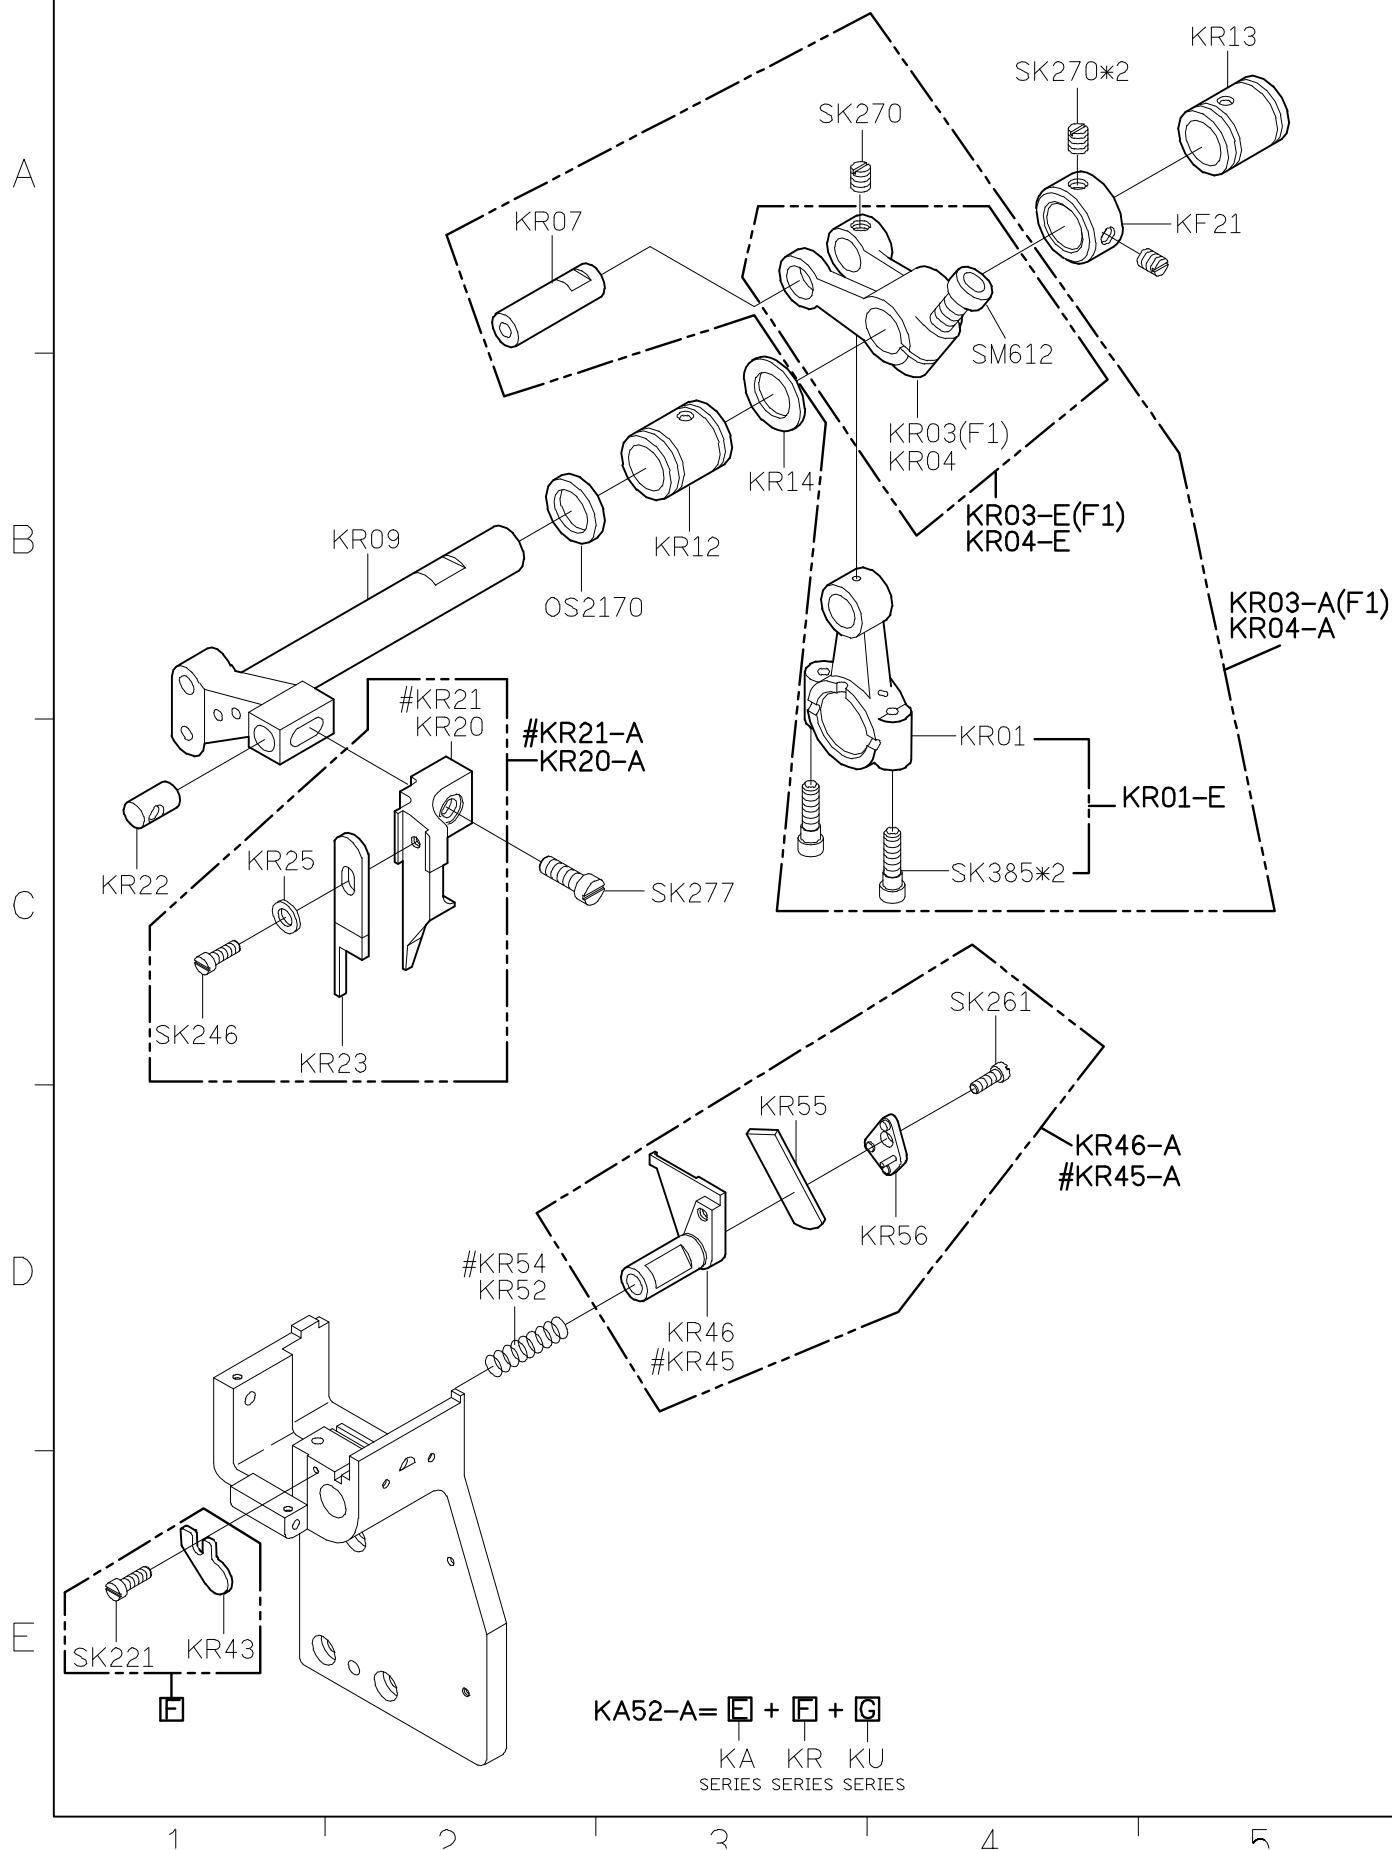 KR13
SK270*2
SK270
A
KR07
KF21
SM612
KR03(F1)
KR04
KR14
KR03-E(F1)
KR04-E
B
KR09
KR12
OS2170
KR03-A(F1)
KR04-A
#KR21
KR20
#KR21-A
KR20-A
KR01
KR01-E
KR25
KR22
SK277
SK385*2
C
SK246
KR23
SK261
KR55
KR46-A
#KR45-A
KR56
D
#KR54
KR52
KR46
#KR45
E
SK221
KR43
F
KA52-A= E + F + G
KA KR KU
SERIES SERIES SERIES
1 2 3 4 5